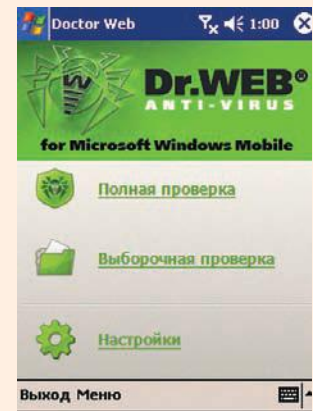 Doctor Web 1:00
Dr.WEB®
ANTI-VIRUS
for Microsoft Windows Mobile
Полная проверка
Выборочная проверка
Настройки
Выход Меню